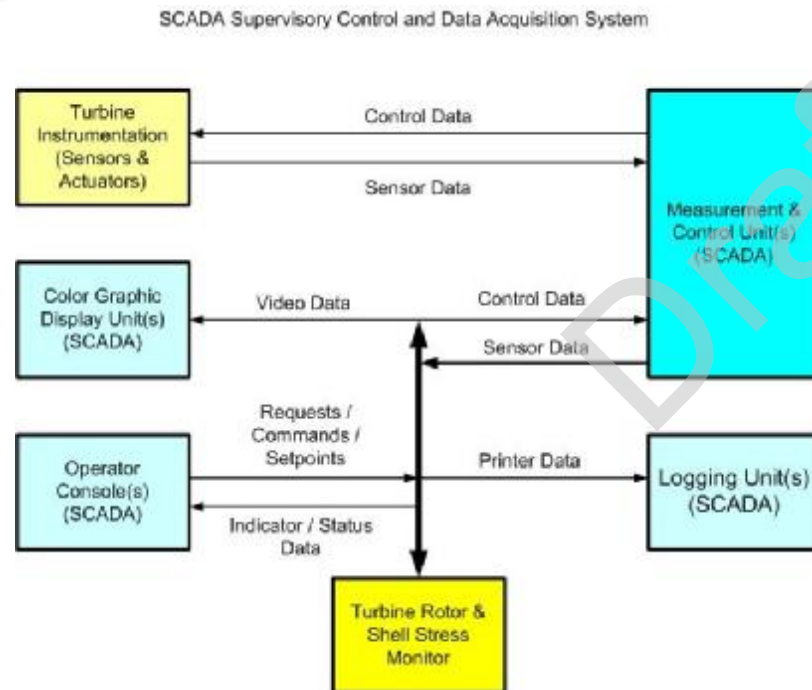 SCADA Supervisory Control and Data Acquisition System
Turbine
Instrumentation
(Sensors &
Actuators)
Control Data
Sensor Data
Measurement &
Control Unit(s)
(SCADA)
Color Graphic
Display Unit(s)
(SCADA)
Video Data
Control Data
Sensor Data
Requests /
Commands /
Setpoints
Operator
Console(s)
(SCADA)
Printer Data
Logging Unit(s)
(SCADA)
Indicator / Status
Data
Turbine Rotor &
Shell Stress
Monitor